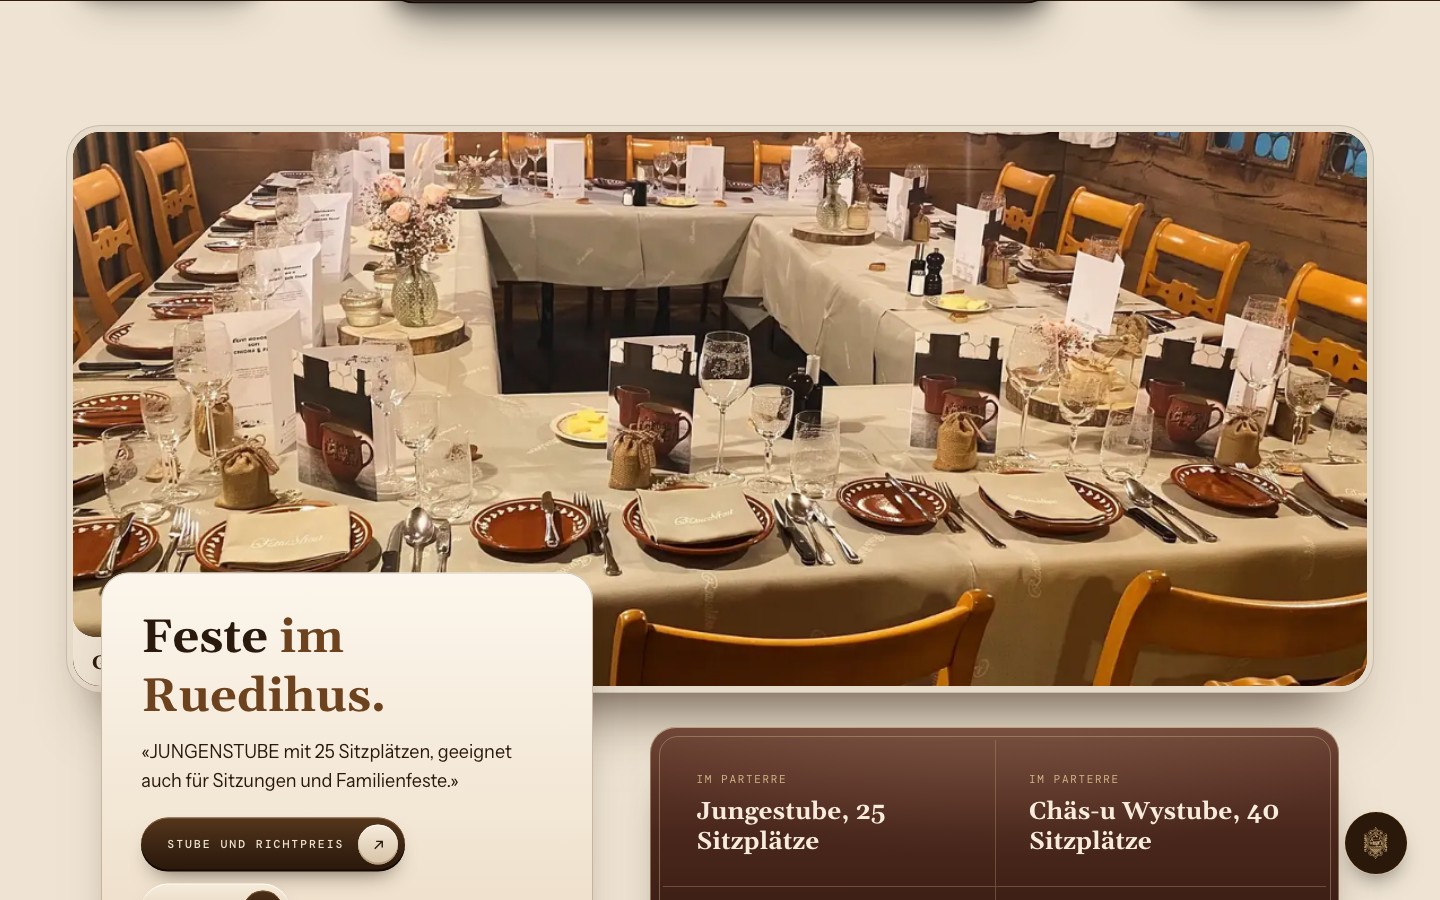 Feste im
Ruedihus.
«JUNGENSTUBE mit 25 Sitzplätzen, geeignet
auch für Sitzungen und Familienfeste.»
STUBE UND RICHTPREIS
IM PARTERRE
Jungestube, 25
Sitzplätze
IM PARTERRE
Chäs-u Wystube, 40
Sitzplätze